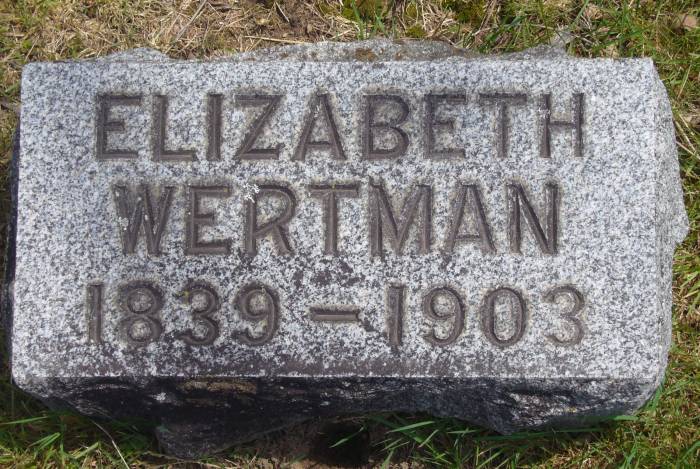 ELIZABETH
WERTMAN
1839 – 1903